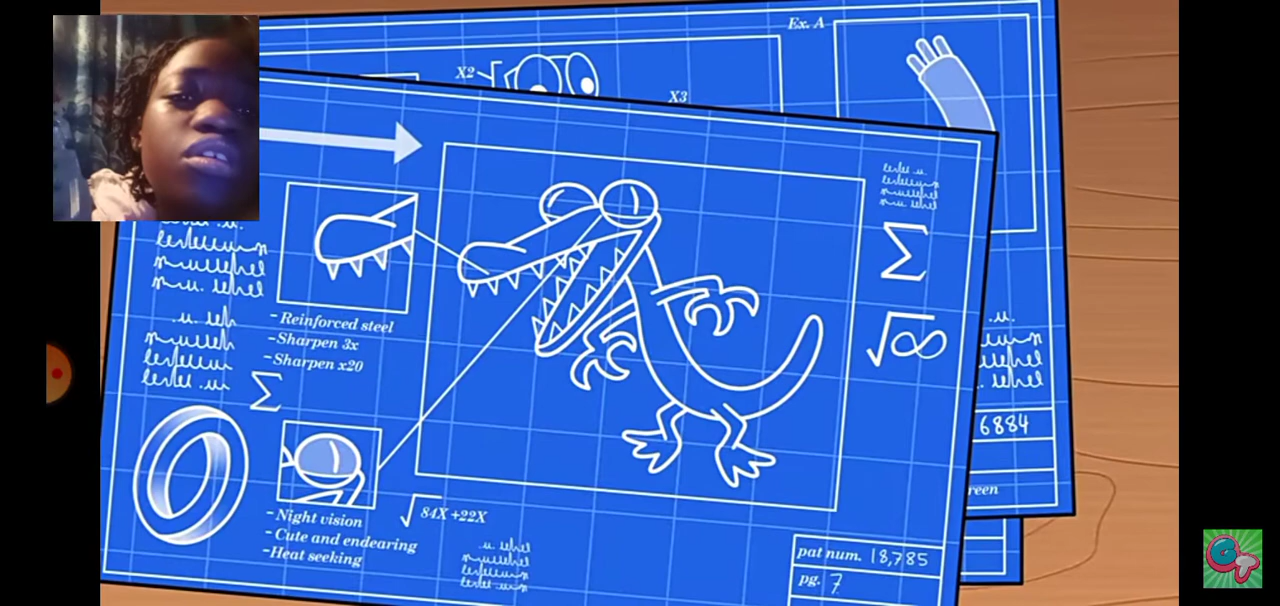 Ex. A
X2
X3
Σ
√∞
- Reinforced steel
- Sharpen 3x
- Sharpen x20
Σ
6884
reen
- Night vision
- Cute and endearing
- Heat seeking
√84X +22X
pat num. 18,785
pg. 7
GT